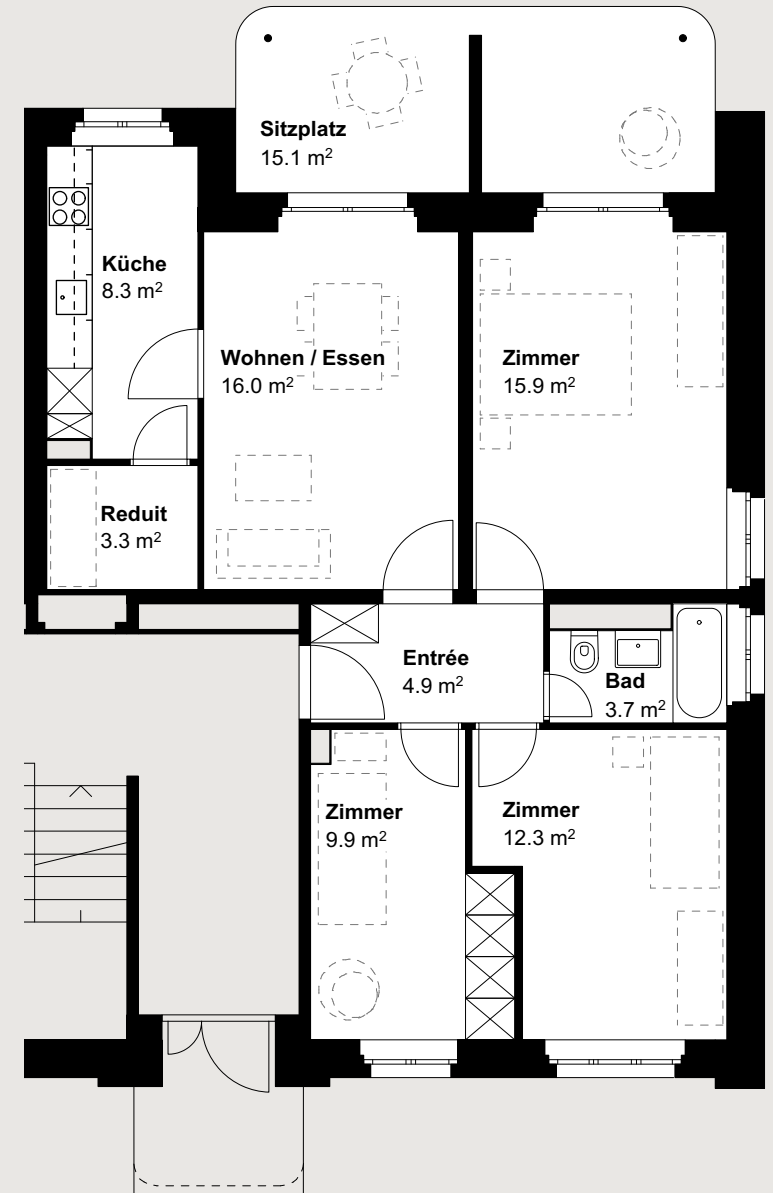 Sitzplatz
15.1 m²
Küche
8.3 m²
Wohnen / Essen
16.0 m²
Zimmer
15.9 m²
Reduit
3.3 m²
Entrée
4.9 m²
Bad
3.7 m²
Zimmer
9.9 m²
Zimmer
12.3 m²